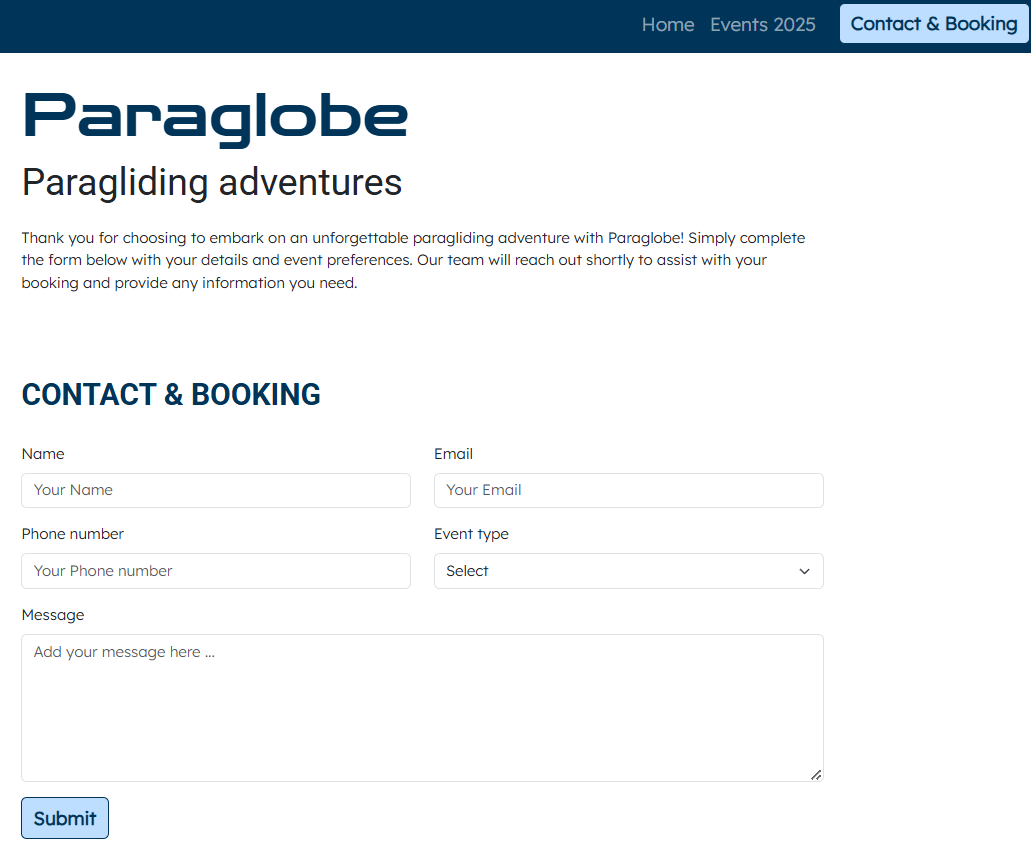 Home Events 2025 Contact & Booking
Paraglobe
Paragliding adventures
Thank you for choosing to embark on an unforgettable paragliding adventure with Paraglobe! Simply complete
the form below with your details and event preferences. Our team will reach out shortly to assist with your
booking and provide any information you need.
CONTACT & BOOKING
Name Email
Your Name Your Email
Phone number Event type
Your Phone number Select
Message
Add your message here ...
Submit